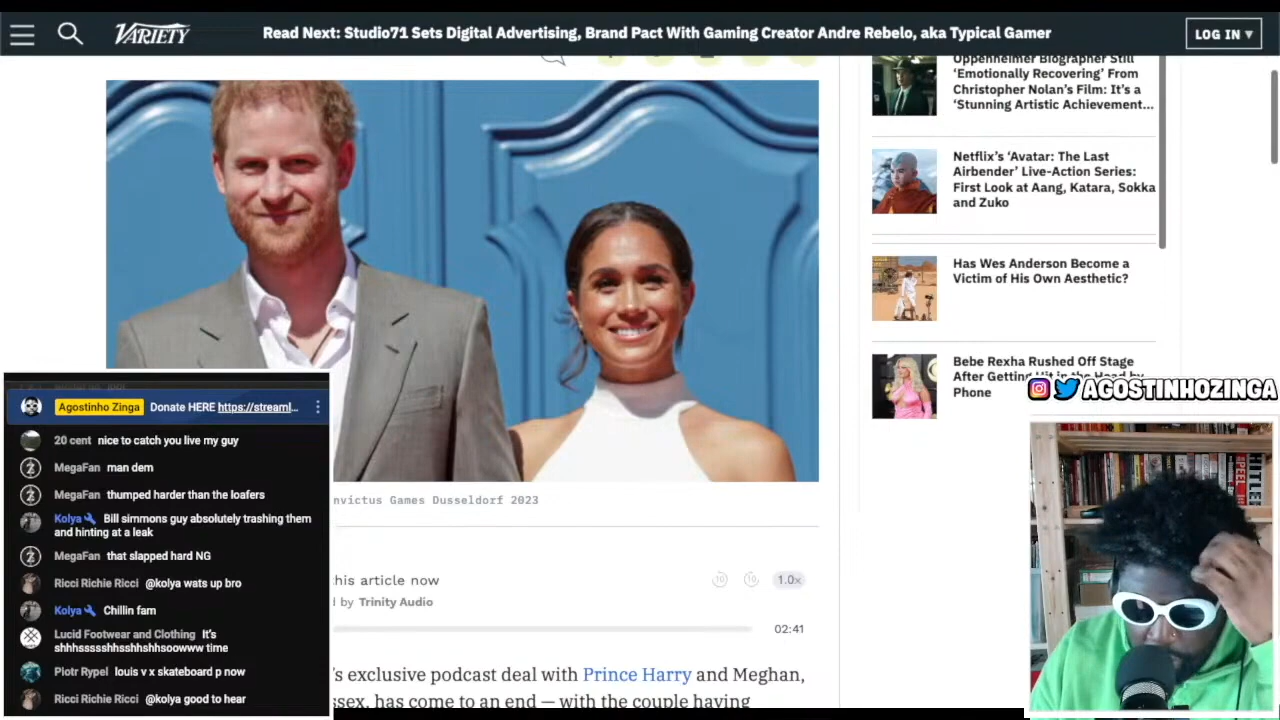 VARIETY
Read Next: Studio71 Sets Digital Advertising, Brand Pact With Gaming Creator Andre Rebelo, aka Typical Gamer
LOG IN ▾
Oppenheimer Biographer Still
‘Emotionally Recovering’ From
Christopher Nolan’s Film: It’s a
‘Stunning Artistic Achievement…
Netflix’s ‘Avatar: The Last
Airbender’ Live-Action Series:
First Look at Aang, Katara, Sokka
and Zuko
Has Wes Anderson Become a
Victim of His Own Aesthetic?
Bebe Rexha Rushed Off Stage
After Getting Hit in the Head by
Phone
AGOSTINHOZINGA
nvictus Games Dusseldorf 2023
his article now
10
10
1.0x
d by Trinity Audio
02:41
’s exclusive podcast deal with Prince Harry and Meghan,
ssex, has come to an end — with the couple having
Agostinho Zinga Donate HERE https://streaml...
20 cent nice to catch you live my guy
MegaFan man dem
MegaFan thumped harder than the loafers
Kolya Bill simmons guy absolutely trashing them
and hinting at a leak
MegaFan that slapped hard NG
Ricci Richie Ricci @kolya wats up bro
Kolya Chillin fam
Lucid Footwear and Clothing It's
shhhsssshhsshhshhsoowww time
Piotr Rypel louis v x skateboard p now
Ricci Richie Ricci @kolya good to hear